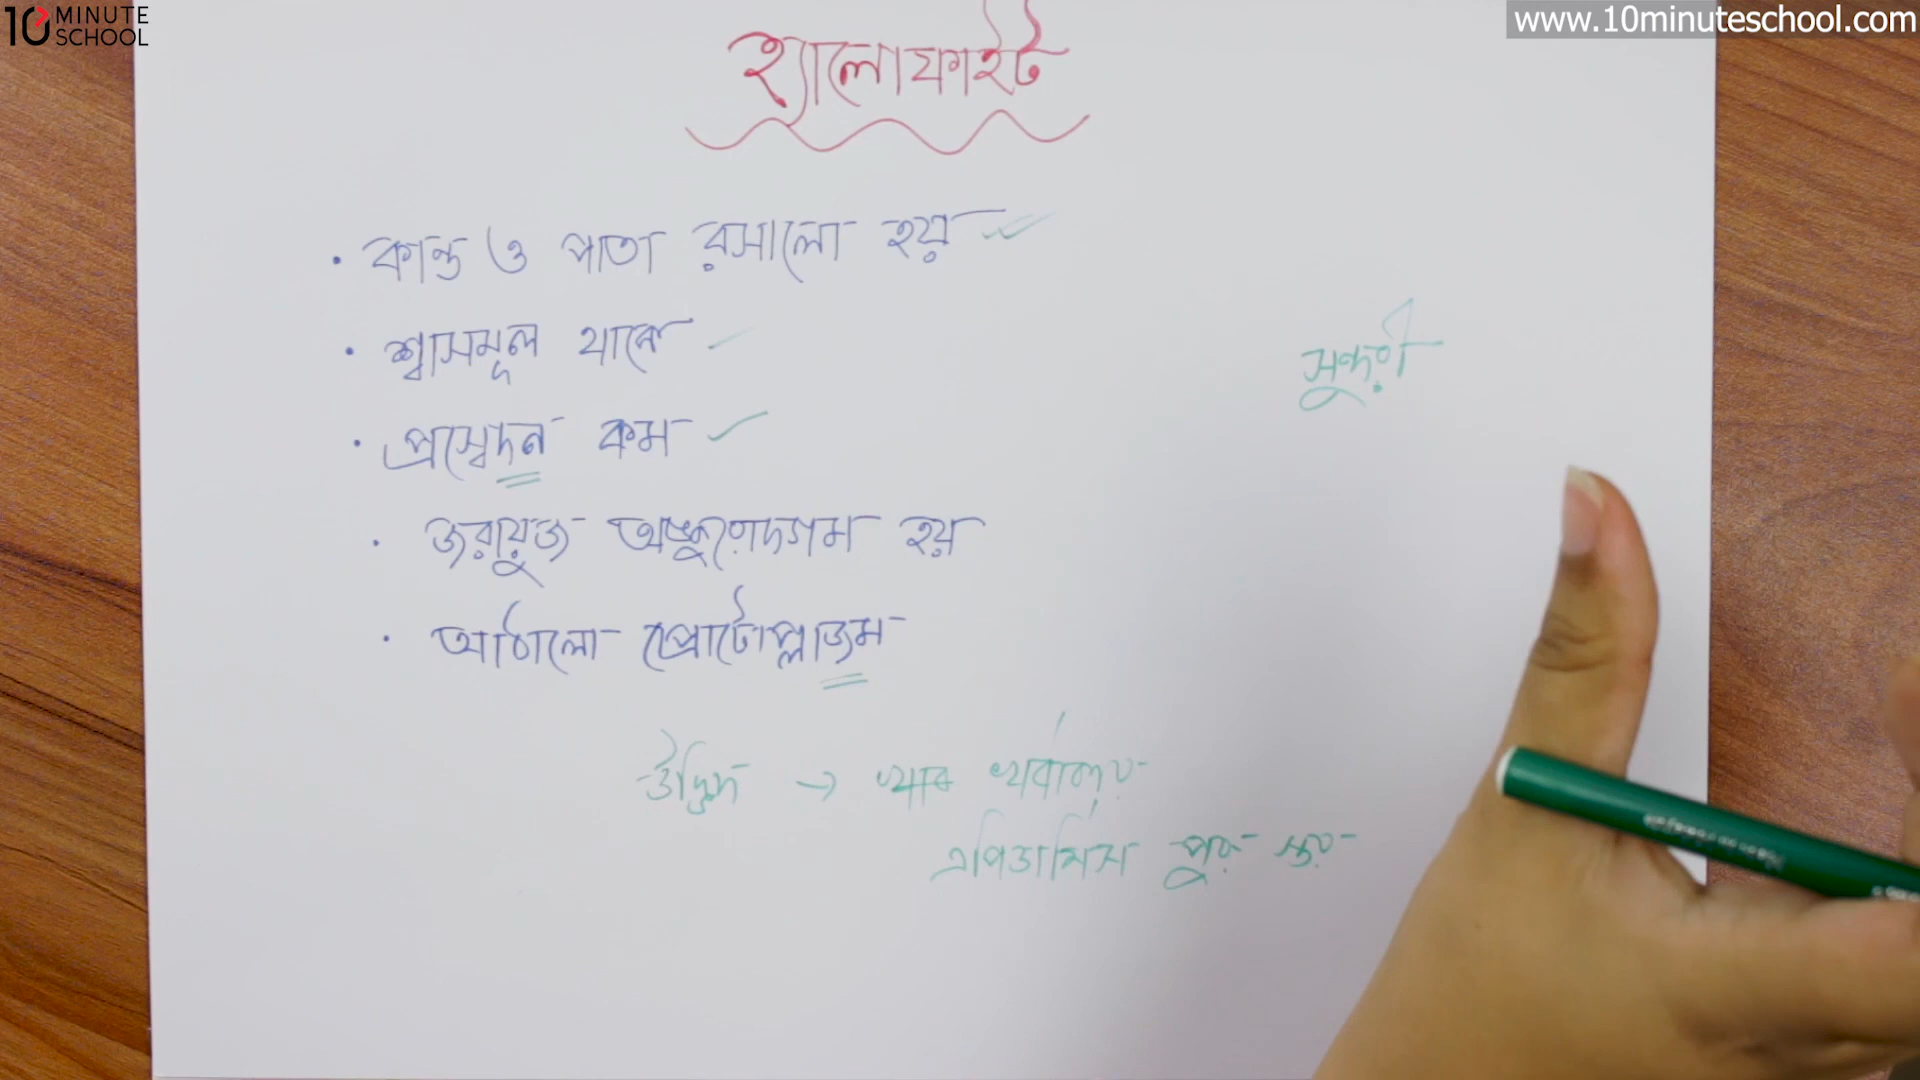 10 MINUTE SCHOOL
www.10minuteschool.com
হ্যালোফাইট
• কান্ড ও পাতা রসালো হয়
• শ্বাসমূল থাকে
সুন্দরী
• প্রস্বেদন কম
• জরায়ুজ অঙ্কুরোদগম হয়
• আঠালো প্রোটোপ্লাজম
উদ্ভিদ →
এপিডার্মিস পুরু স্তর